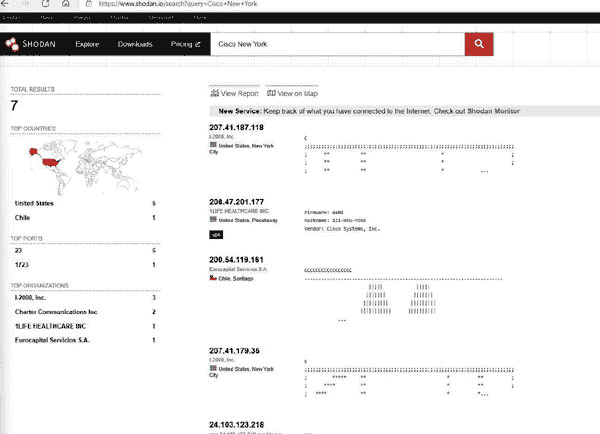 https://www.shodan.io/search?query=Cisco+New+York
SHODAN
Explore
Downloads
Pricing
Cisco New York
TOTAL RESULTS
7
TOP COUNTRIES
United States 6
Chile 1
TOP PORTS
23 6
1723 1
TOP ORGANIZATIONS
I-2000, Inc. 3
Charter Communications Inc 2
1LIFE HEALTHCARE INC 1
Eurocapital Servicios S.A. 1
View Report
View on Map
New Service: Keep track of what you have connected to the Internet. Check out Shodan Monitor
207.41.187.118
I-2000, Inc.
United States, New York
City
208.47.201.177
1LIFE HEALTHCARE INC
United States, Piscataway
vpn
Firmware: 4400
Vendor: Cisco Systems, Inc.
200.54.119.161
Eurocapital Servicios S.A.
Chile, Santiago
207.41.179.35
I-2000, Inc.
United States, New York
City
24.103.123.218